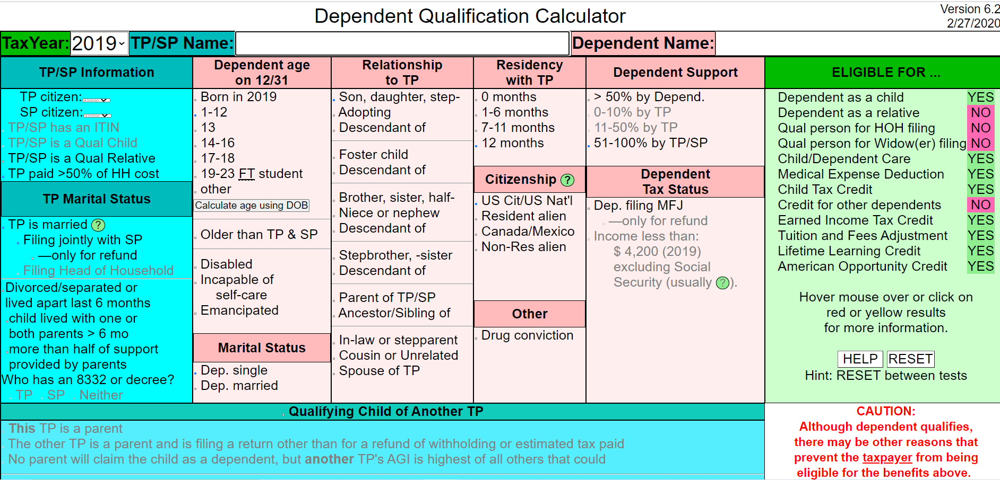 Dependent Qualification Calculator
Version 6.2
2/27/2020
TaxYear: 2019 TP/SP Name: Dependent Name:
TP/SP Information
TP citizen:
SP citizen:
TP/SP has an ITIN
TP/SP is a Qual Child
TP/SP is a Qual Relative
TP paid >50% of HH cost
TP Marital Status
TP is married ?
Filing jointly with SP
—only for refund
Filing Head of Household
Divorced/separated or
lived apart last 6 months
child lived with one or
both parents > 6 mo
more than half of support
provided by parents
Who has an 8332 or decree?
TP SP Neither
Dependent age
on 12/31
Born in 2019
1-12
13
14-16
17-18
19-23 FT student
other
Calculate age using DOB
Older than TP & SP
Disabled
Incapable of
self-care
Emancipated
Marital Status
Dep. single
Dep. married
Relationship
to TP
Son, daughter, step-
Adopting
Descendant of
Foster child
Descendant of
Brother, sister, half-
Niece or nephew
Descendant of
Stepbrother, -sister
Descendant of
Parent of TP/SP
Ancestor/Sibling of
In-law or stepparent
Cousin or Unrelated
Spouse of TP
Residency
with TP
0 months
1-6 months
7-11 months
12 months
Citizenship ?
US Cit/US Nat'l
Resident alien
Canada/Mexico
Non-Res alien
Other
Drug conviction
Dependent Support
> 50% by Depend.
0-10% by TP
11-50% by TP
51-100% by TP/SP
Dependent
Tax Status
Dep. filing MFJ
—only for refund
Income less than:
$ 4,200 (2019)
excluding Social
Security (usually ?).
ELIGIBLE FOR ...
Dependent as a child YES
Dependent as a relative NO
Qual person for HOH filing NO
Qual person for Widow(er) filing NO
Child/Dependent Care YES
Medical Expense Deduction YES
Child Tax Credit YES
Credit for other dependents NO
Earned Income Tax Credit YES
Tuition and Fees Adjustment YES
Lifetime Learning Credit YES
American Opportunity Credit YES
Hover mouse over or click on
red or yellow results
for more information.
HELP RESET
Hint: RESET between tests
Qualifying Child of Another TP
This TP is a parent
The other TP is a parent and is filing a return other than for a refund of withholding or estimated tax paid
No parent will claim the child as a dependent, but another TP's AGI is highest of all others that could
CAUTION:
Although dependent qualifies,
there may be other reasons that
prevent the taxpayer from being
eligible for the benefits above.